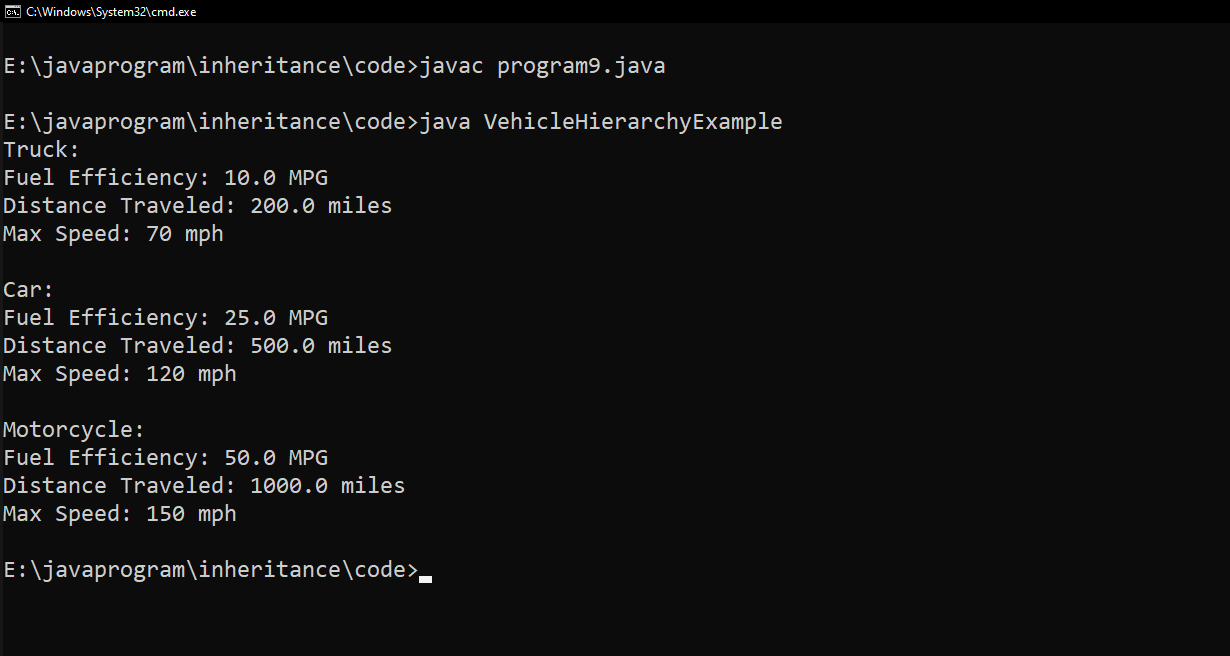 C:\Windows\System32\cmd.exe
E:\javaprogram\inheritance\code>javac program9.java
E:\javaprogram\inheritance\code>java VehicleHierarchyExample
Truck:
Fuel Efficiency: 10.0 MPG
Distance Traveled: 200.0 miles
Max Speed: 70 mph
Car:
Fuel Efficiency: 25.0 MPG
Distance Traveled: 500.0 miles
Max Speed: 120 mph
Motorcycle:
Fuel Efficiency: 50.0 MPG
Distance Traveled: 1000.0 miles
Max Speed: 150 mph
E:\javaprogram\inheritance\code>